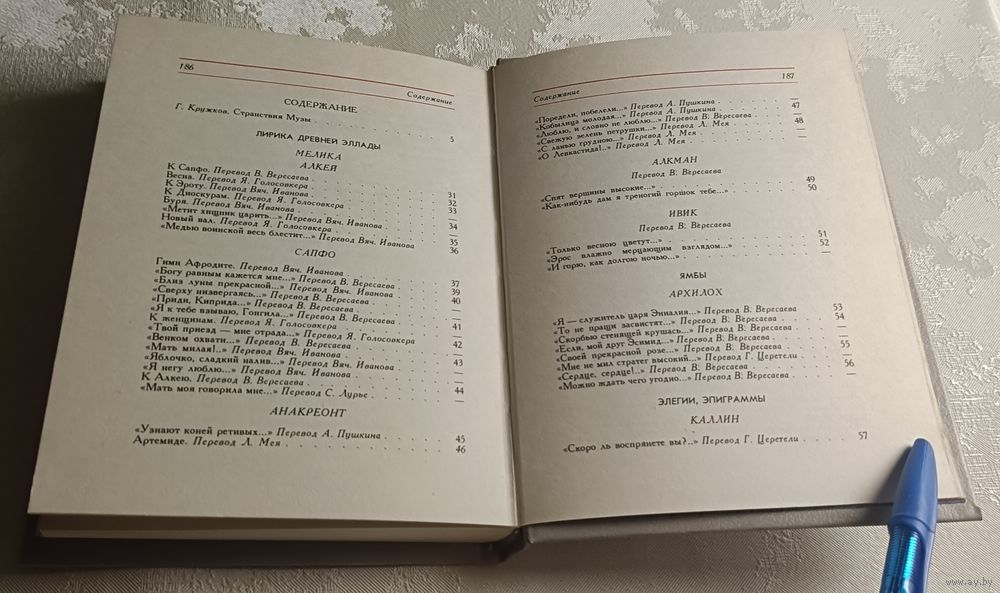 186
Содержание
СОДЕРЖАНИЕ
Г. Кружков. Странствия Музы . . . 5
ЛИРИКА ДРЕВНЕЙ ЭЛЛАДЫ
МЕЛИКА
АЛКЕЙ
К Сапфо. Перевод В. Вересаева . . . 31
Весна. Перевод Я. Голосовкера . . . 32
К Эроту. Перевод Вяч. Иванова . . . 33
К Диоскурам. Перевод Я. Голосовкера . . . —
Буря. Перевод Вяч. Иванова . . . 34
«Метит хищник царить...» Перевод Вяч. Иванова . . . —
Новый вал. Перевод Я. Голосовкера . . . 35
«Медью воинской весь блестит...» Перевод Вяч. Иванова 36
САПФО
Гимн Афродите. Перевод Вяч. Иванова . . . 37
«Богу равным кажется мне...» Перевод В. Вересаева . . . 39
«Близ луны прекрасной...» Перевод Вяч. Иванова . . . 40
«Сверху низвергаясь...» Перевод В. Вересаева . . . —
«Приди, Киприда...» Перевод В. Вересаева . . . —
«Я к тебе взываю, Гонгила...» Перевод В. Вересаева . . . 41
К женщинам. Перевод Я. Голосовкера . . . —
«Твой приезд — мне отрада...» Перевод Я. Голосовкера . . . 42
«Венком охвати...» Перевод В. Вересаева . . . —
«Мать милая!..» Перевод Вяч. Иванова . . . 43
«Яблочко, сладкий налив...» Перевод В. Вересаева . . . —
«Я негу люблю...» Перевод Вяч. Иванова . . . —
К Алкею. Перевод В. Вересаева . . . 44
«Мать моя говорила мне...» Перевод С. Лурье . . . —
АНАКРЕОНТ
«Узнают коней ретивых...» Перевод А. Пушкина . . . 45
Артемиде. Перевод Л. Мея . . . 46
Содержание
187
«Поредели, побелели...» Перевод А. Пушкина . . . 47
«Кобылица молодая...» Перевод А. Пушкина . . . —
«Люблю, и словно не люблю...» Перевод В. Вересаева . . . 48
«Свежую зелень петрушки...» Перевод Л. Мея . . . —
«С ланью грудною...» Перевод Л. Мея
«О Левкастида!..» Перевод Л. Мея
АЛКМАН
Перевод В. Вересаева
«Спят вершины высокие...» . . . 49
«Как-нибудь дам я треногий горшок тебе...» . . . 50
ИВИК
Перевод В. Вересаева
«Только весною цветут...» . . . 51
«Эрос влажно мерцающим взглядом...» . . . 52
«И горю, как долгою ночью...» . . . —
ЯМБЫ
АРХИЛОХ
«Я — служитель царя Эниалия...» Перевод В. Вересаева 53
«То не пращи засвистят...» Перевод В. Вересаева . . . 54
«Скорбью стенящей крушась...» Перевод В. Вересаева . . . —
«Если, мой друг Эсимид...» Перевод В. Вересаева . . . —
«Своей прекрасной розе...» Перевод В. Вересаева . . . 55
«Мне не мил стратег высокий...» Перевод Г. Церетели . . . —
«Сердце, сердце!..» Перевод В. Вересаева . . . 56
«Можно ждать чего угодно...» Перевод В. Вересаева . . . —
ЭЛЕГИИ, ЭПИГРАММЫ
КАЛЛИН
«Скоро ль воспрянете вы?..» Перевод Г. Церетели . . . 57
www.ay.by